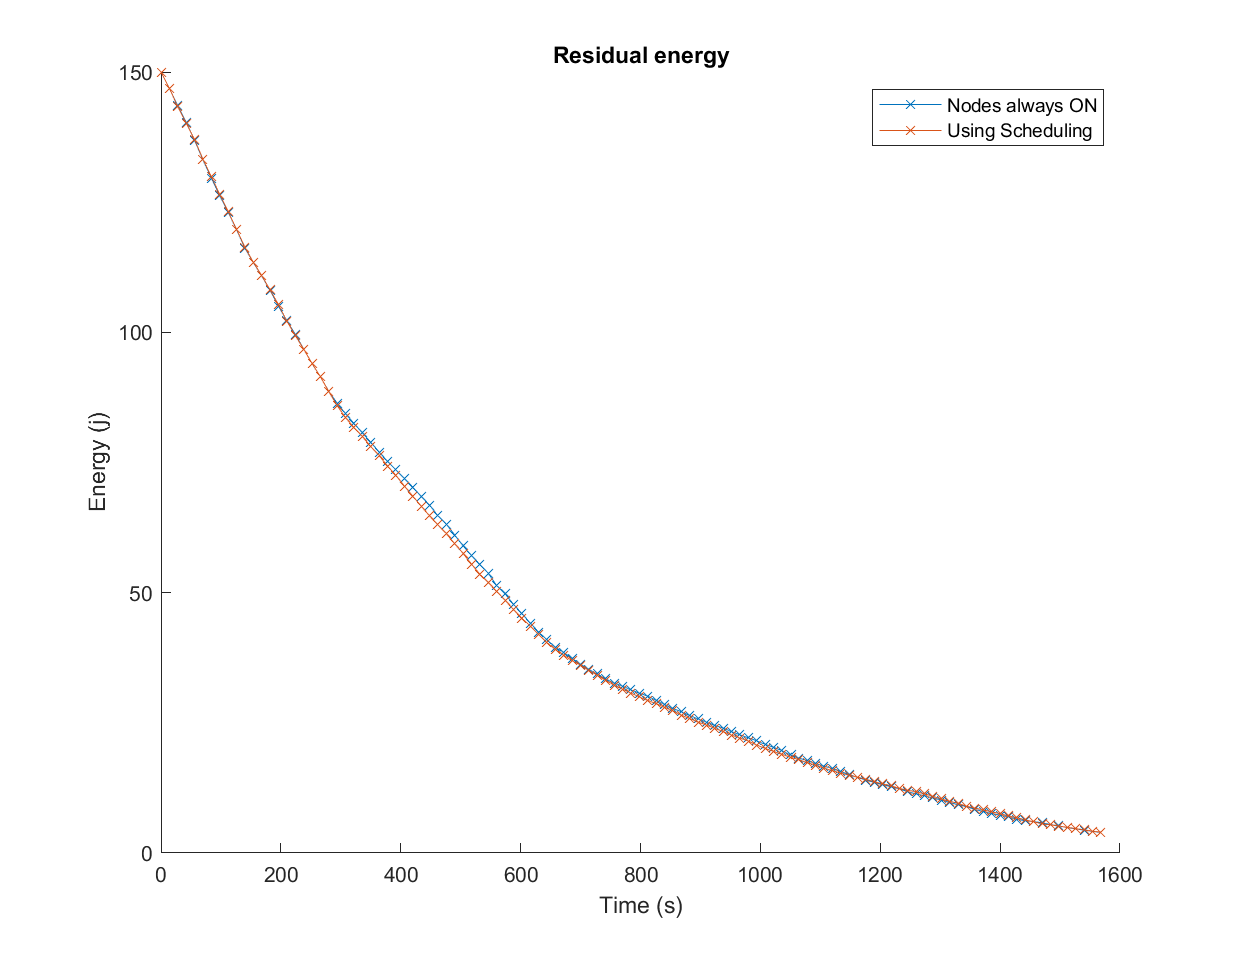 Residual energy
Nodes always ON
Using Scheduling
150
100
50
0
Energy (j)
0 200 400 600 800 1000 1200 1400 1600
Time (s)